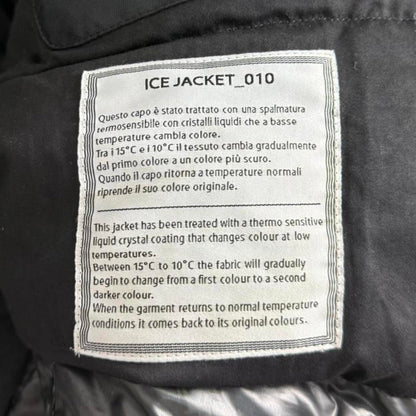 ICE JACKET_010
Questo capo è stato trattato con una spalmatura
termosensibile con cristalli liquidi che a basse
temperature cambia colore.
Tra i 15°C e i 10°C il tessuto cambia gradualmente
dal primo colore a un colore più scuro.
Quando il capo ritorna a temperature normali
riprende il suo colore originale.
This jacket has been treated with a thermo sensitive
liquid crystal coating that changes colour at low
temperatures.
Between 15°C to 10°C the fabric will gradually
begin to change from a first colour to a second
darker colour.
When the garment returns to normal temperature
conditions it comes back to its original colours.